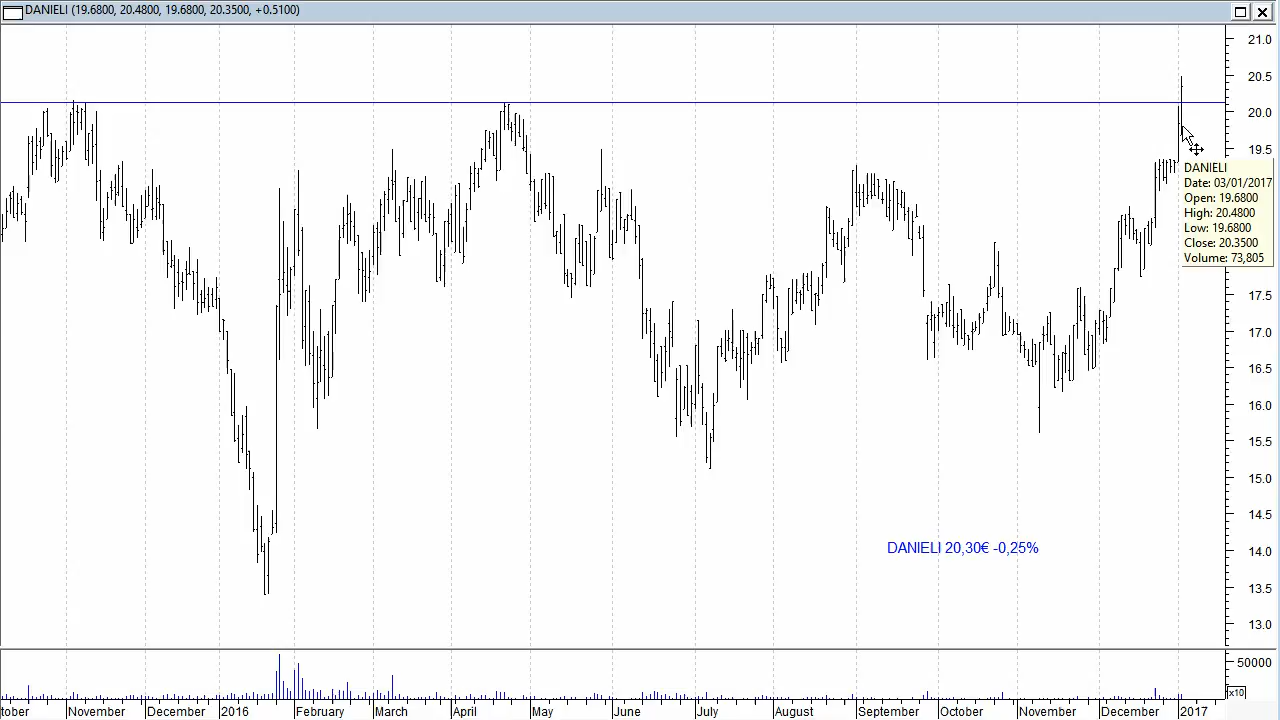 DANIELI (19.6800, 20.4800, 19.6800, 20.3500, +0.5100)
21.0
20.5
20.0
19.5
DANIELI
Date: 03/01/2017
Open: 19.6800
High: 20.4800
Low: 19.6800
Close: 20.3500
Volume: 73,805
17.5
17.0
16.5
16.0
15.5
15.0
14.5
DANIELI 20,30€ -0,25%
14.0
13.5
13.0
50000
x10
tober November December 2016 February March April May June July August September October November December 2017